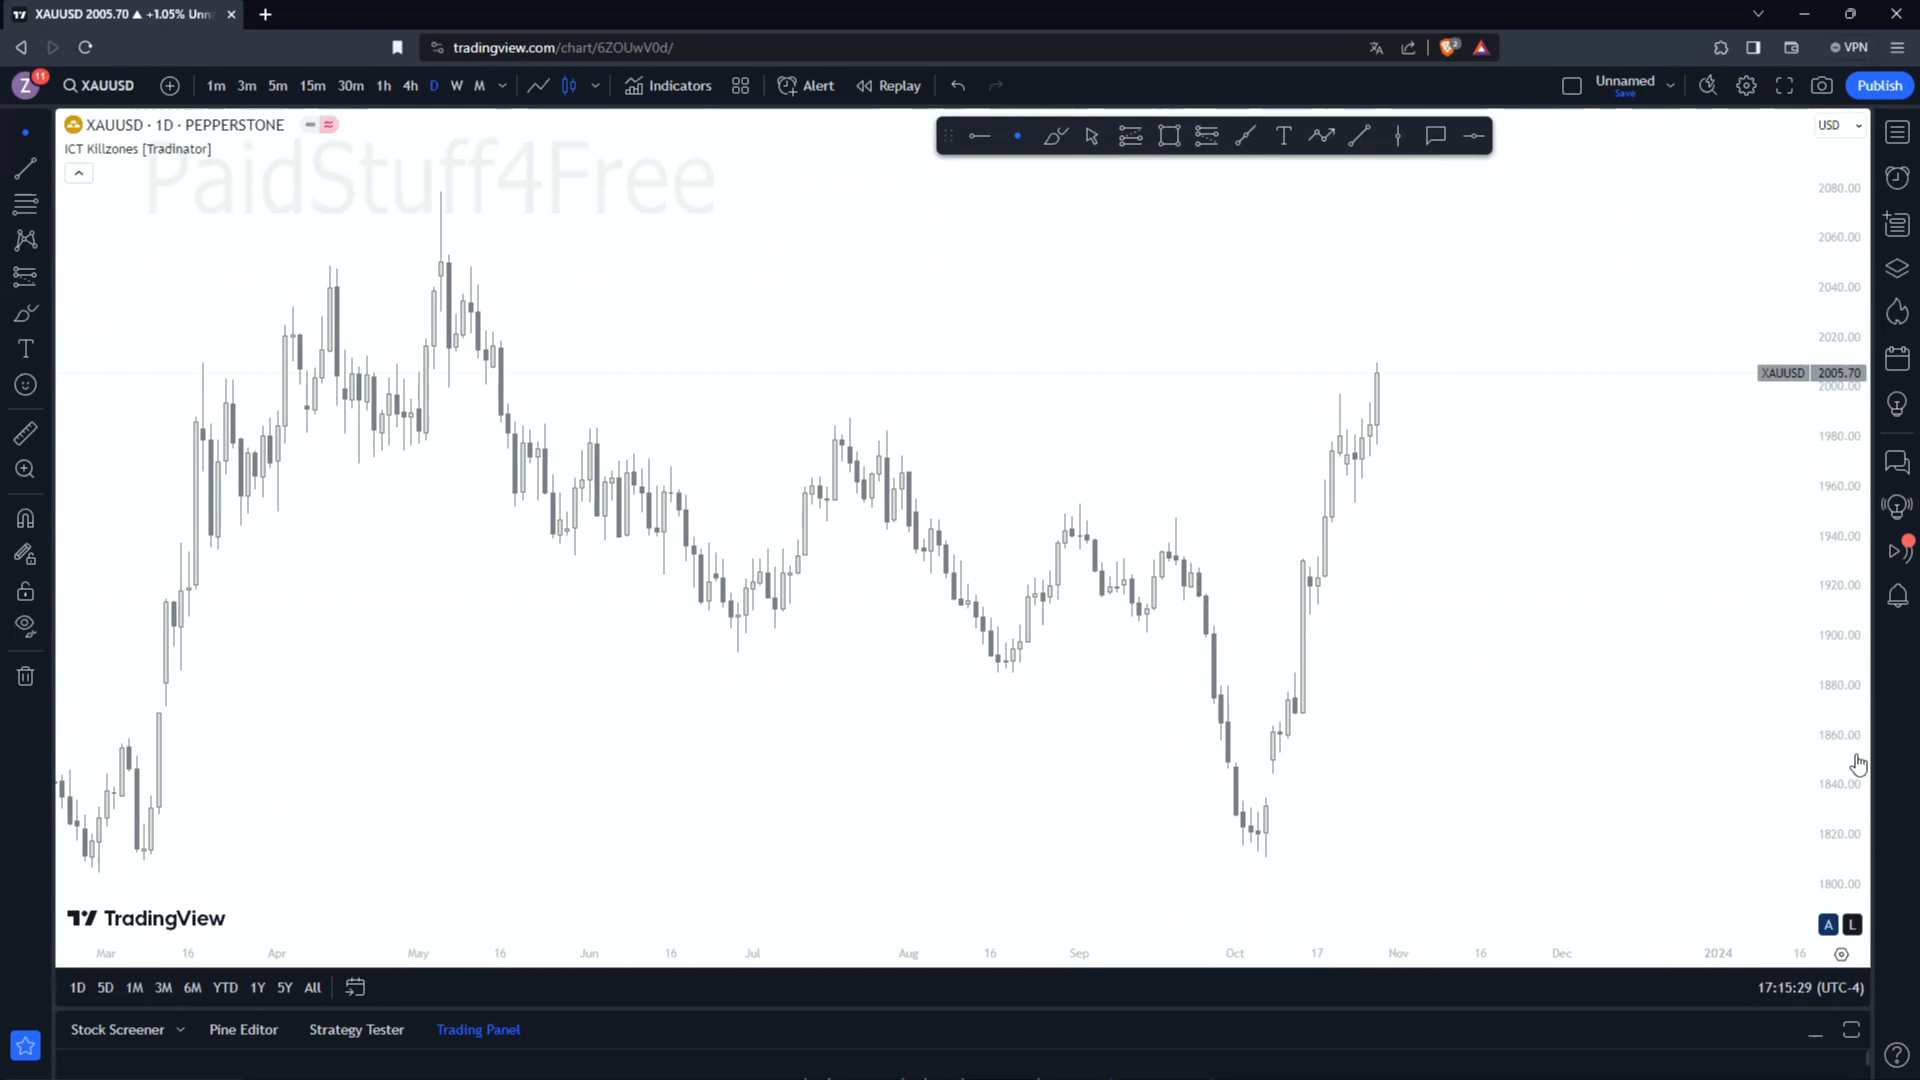 XAUUSD 2005.70 ▲ +1.05% Unn
tradingview.com/chart/6ZOUwV0d/
2
VPN
Z
11
XAUUSD
1m 3m 5m 15m 30m 1h 4h D W M
Indicators
Alert
Replay
Unnamed
Save
Publish
XAUUSD · 1D · PEPPERSTONE
ICT Killzones [Tradinator]
PaidStuff4Free
USD
2080.00
2060.00
2040.00
2020.00
XAUUSD 2005.70
2000.00
1980.00
1960.00
1940.00
1920.00
1900.00
1880.00
1860.00
1840.00
1820.00
1800.00
TradingView
A L
Mar 16 Apr May 16 Jun 16 Jul Aug 16 Sep Oct 17 Nov 16 Dec 2024 16
1D 5D 1M 3M 6M YTD 1Y 5Y All
17:15:29 (UTC-4)
Stock Screener Pine Editor Strategy Tester Trading Panel